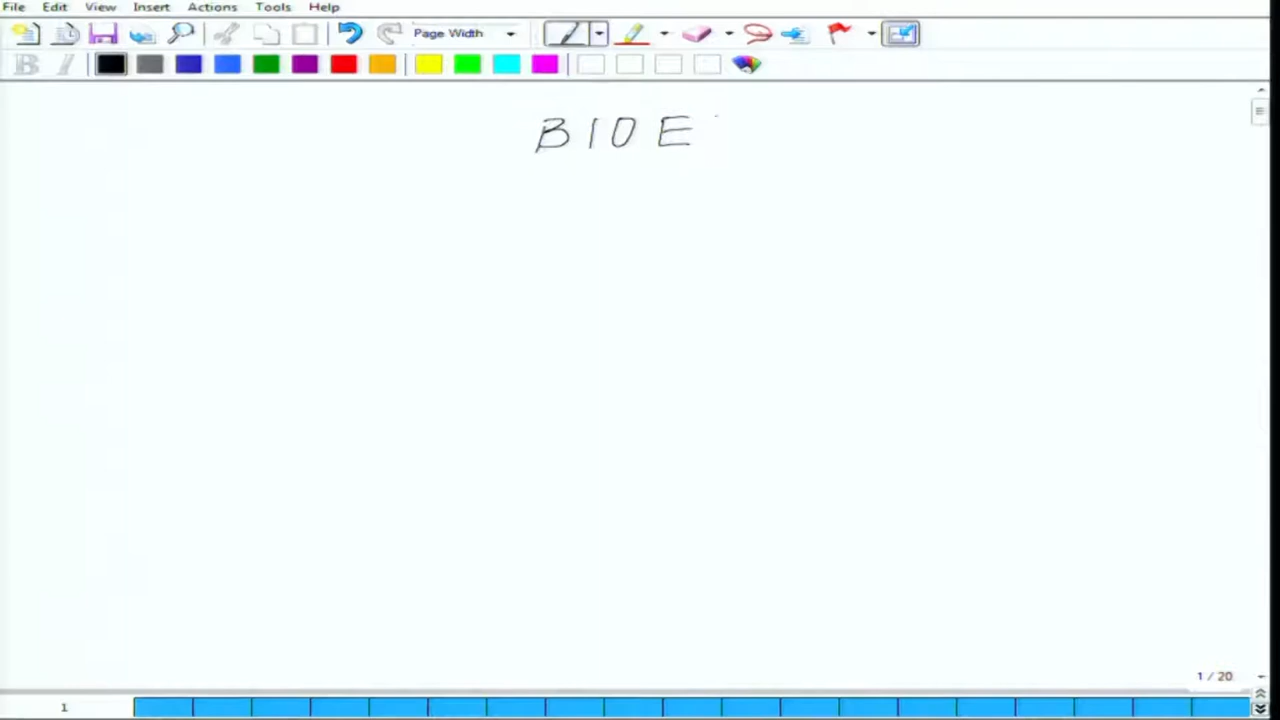 File Edit View Insert Actions Tools Help
Page Width
B I
BIOE
1 / 20
1